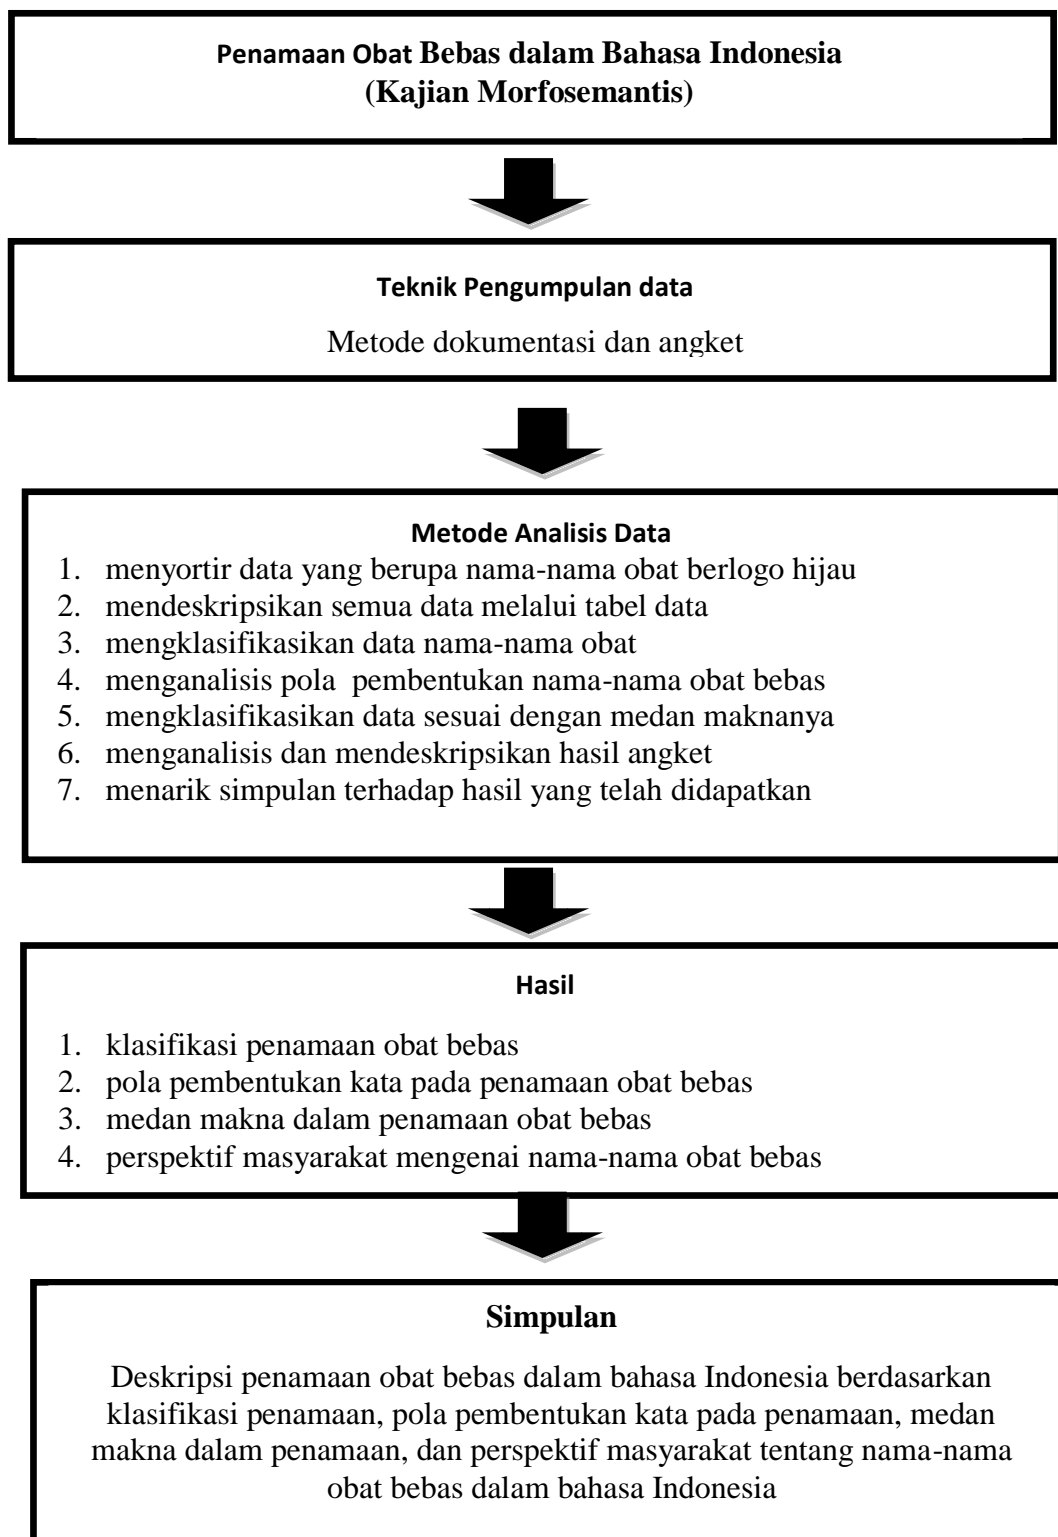 Penamaan Obat Bebas dalam Bahasa Indonesia
(Kajian Morfosemantis)
Teknik Pengumpulan data
Metode dokumentasi dan angket
Metode Analisis Data
1. menyortir data yang berupa nama-nama obat berlogo hijau
2. mendeskripsikan semua data melalui tabel data
3. mengklasifikasikan data nama-nama obat
4. menganalisis pola pembentukan nama-nama obat bebas
5. mengklasifikasikan data sesuai dengan medan maknanya
6. menganalisis dan mendeskripsikan hasil angket
7. menarik simpulan terhadap hasil yang telah didapatkan
Hasil
1. klasifikasi penamaan obat bebas
2. pola pembentukan kata pada penamaan obat bebas
3. medan makna dalam penamaan obat bebas
4. perspektif masyarakat mengenai nama-nama obat bebas
Simpulan
Deskripsi penamaan obat bebas dalam bahasa Indonesia berdasarkan
klasifikasi penamaan, pola pembentukan kata pada penamaan, medan
makna dalam penamaan, dan perspektif masyarakat tentang nama-nama
obat bebas dalam bahasa Indonesia